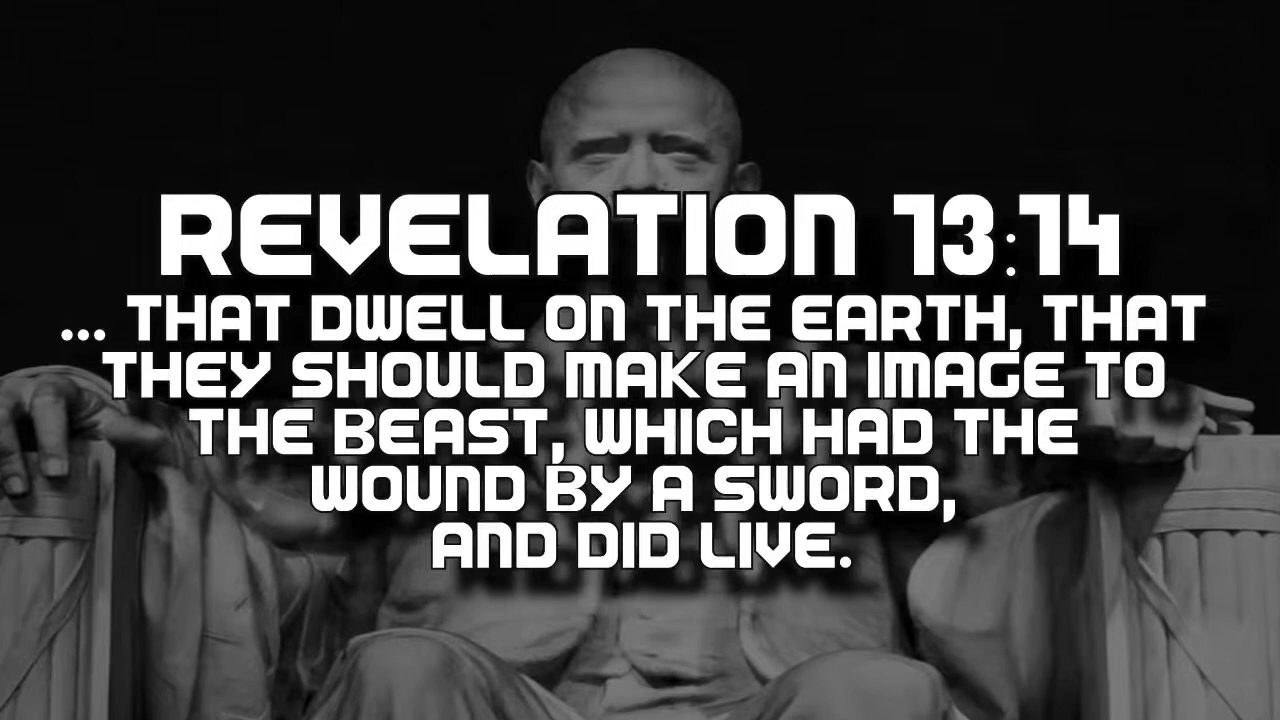 REVELATION 13:14
... THAT DWELL ON THE EARTH, THAT
THEY SHOULD MAKE AN IMAGE TO
THE BEAST, WHICH HAD THE
WOUND BY A SWORD,
AND DID LIVE.